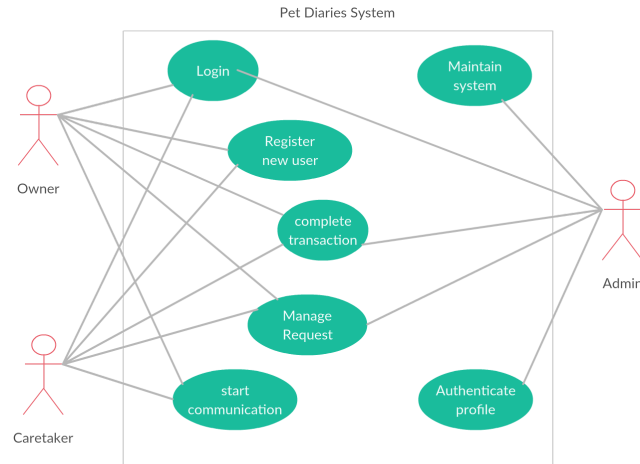 Pet Diaries System
Login
Maintain
system
Register
new user
Owner
complete
transaction
Admin
Manage
Request
start
communication
Authenticate
profile
Caretaker